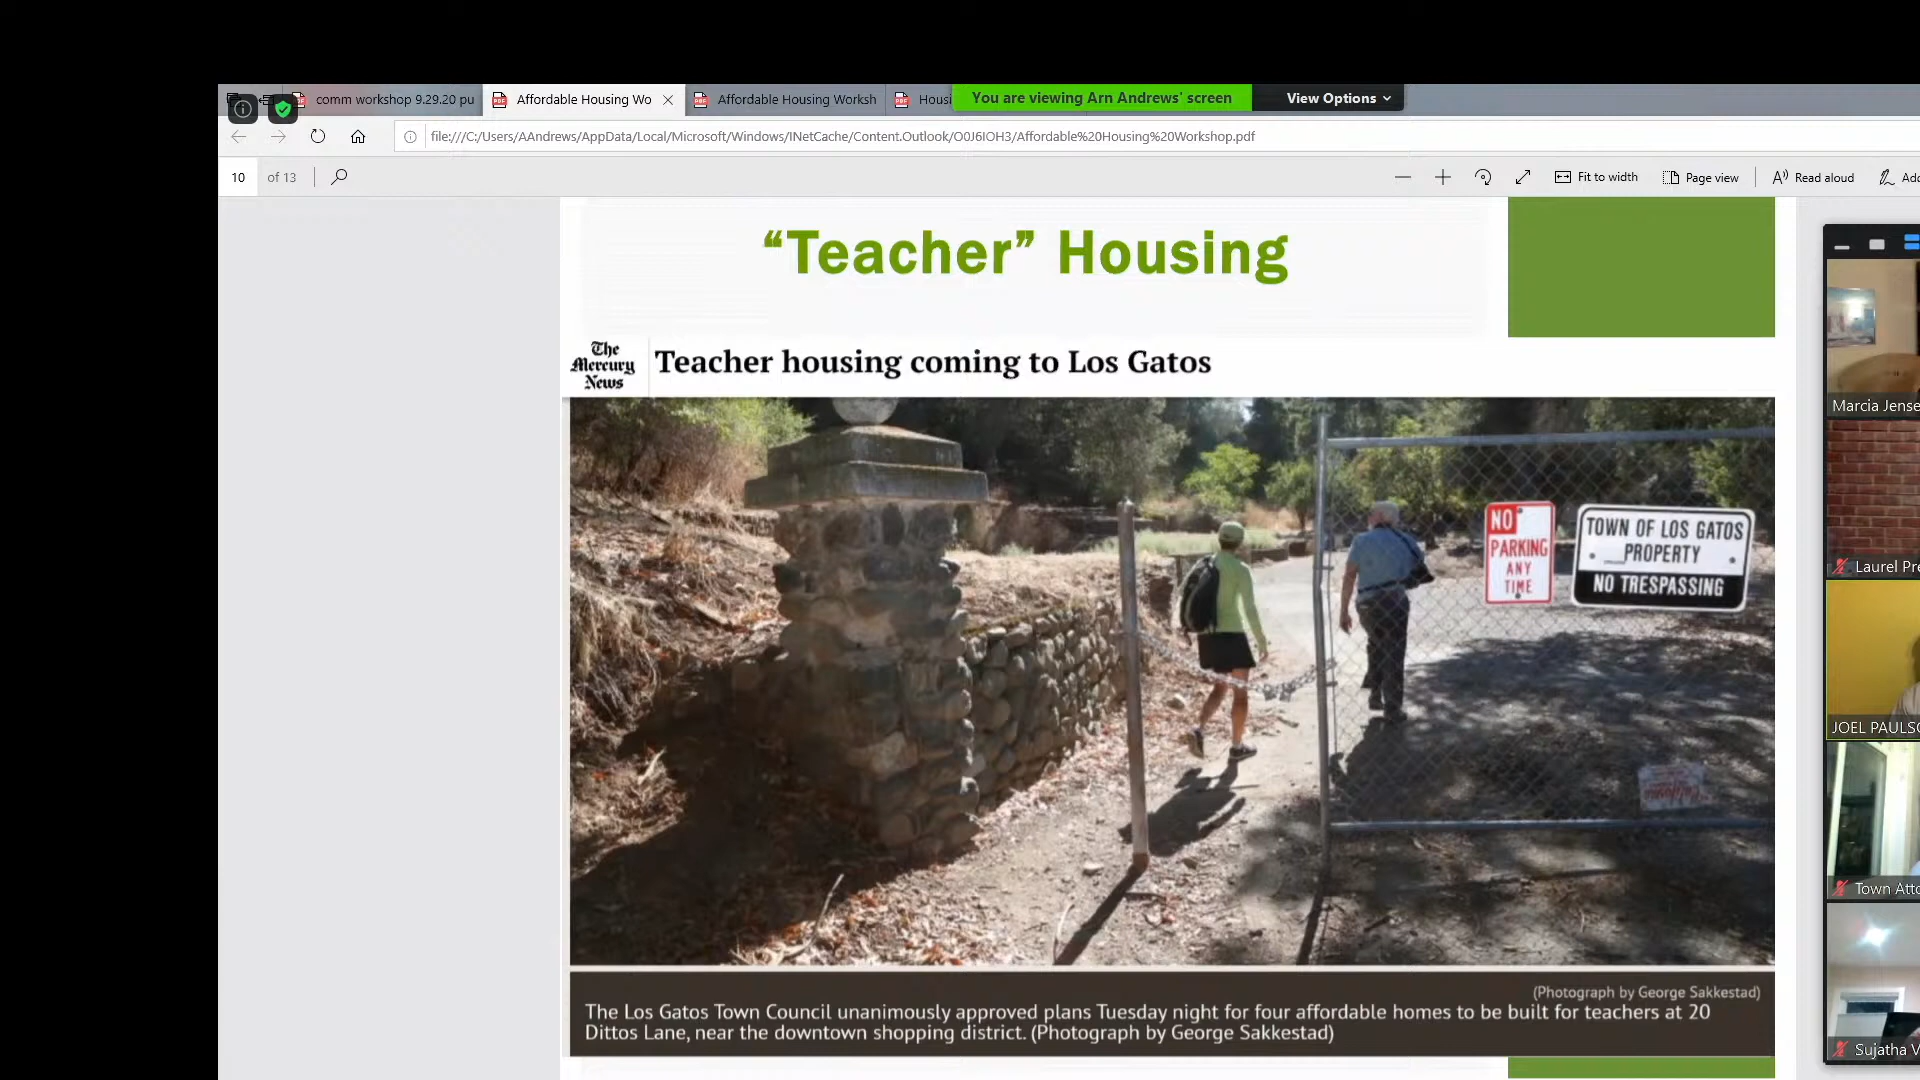 comm workshop 9.29.20 pu
Affordable Housing Wo
Affordable Housing Worksh
Housi
You are viewing Arn Andrews' screen
View Options
file:///C:/Users/AAndrews/AppData/Local/Microsoft/Windows/INetCache/Content.Outlook/O0J6IOH3/Affordable%20Housing%20Workshop.pdf
10 of 13
Fit to width
Page view
Read aloud
Add
“Teacher” Housing
The
Mercury
News
Teacher housing coming to Los Gatos
NO
PARKING
ANY
TIME
TOWN OF LOS GATOS
PROPERTY
NO TRESPASSING
(Photograph by George Sakkestad)
The Los Gatos Town Council unanimously approved plans Tuesday night for four affordable homes to be built for teachers at 20
Dittos Lane, near the downtown shopping district. (Photograph by George Sakkestad)
Marcia Jense
Laurel Pre
JOEL PAULSO
Town Atto
Sujatha V